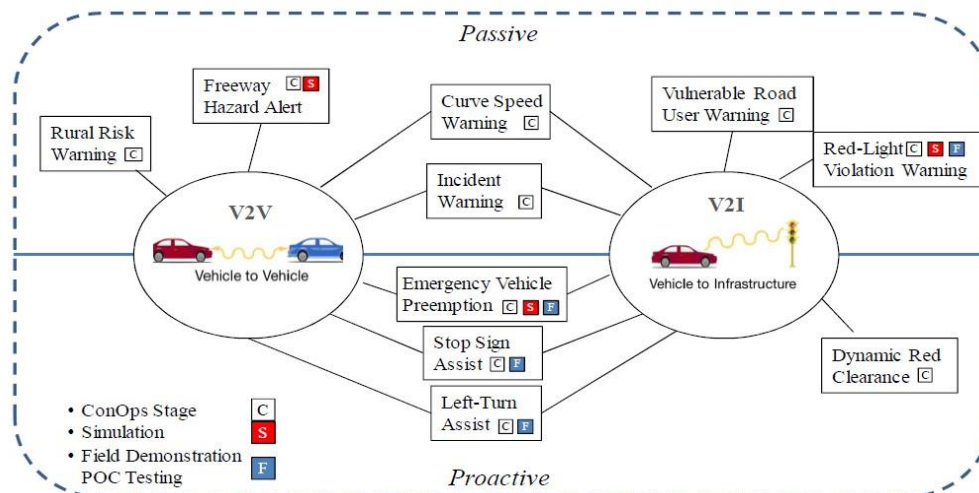 Passive
Freeway C S
Hazard Alert
Curve Speed
Warning C
Vulnerable Road
User Warning C
Rural Risk
Warning C
Red-Light C S F
Violation Warning
Incident
Warning C
V2V
Vehicle to Vehicle
V2I
Vehicle to Infrastructure
Emergency Vehicle
Preemption C S F
Stop Sign
Assist C F
Dynamic Red
Clearance C
Left-Turn
Assist C F
• ConOps Stage C
• Simulation S
• Field Demonstration
POC Testing F
Proactive